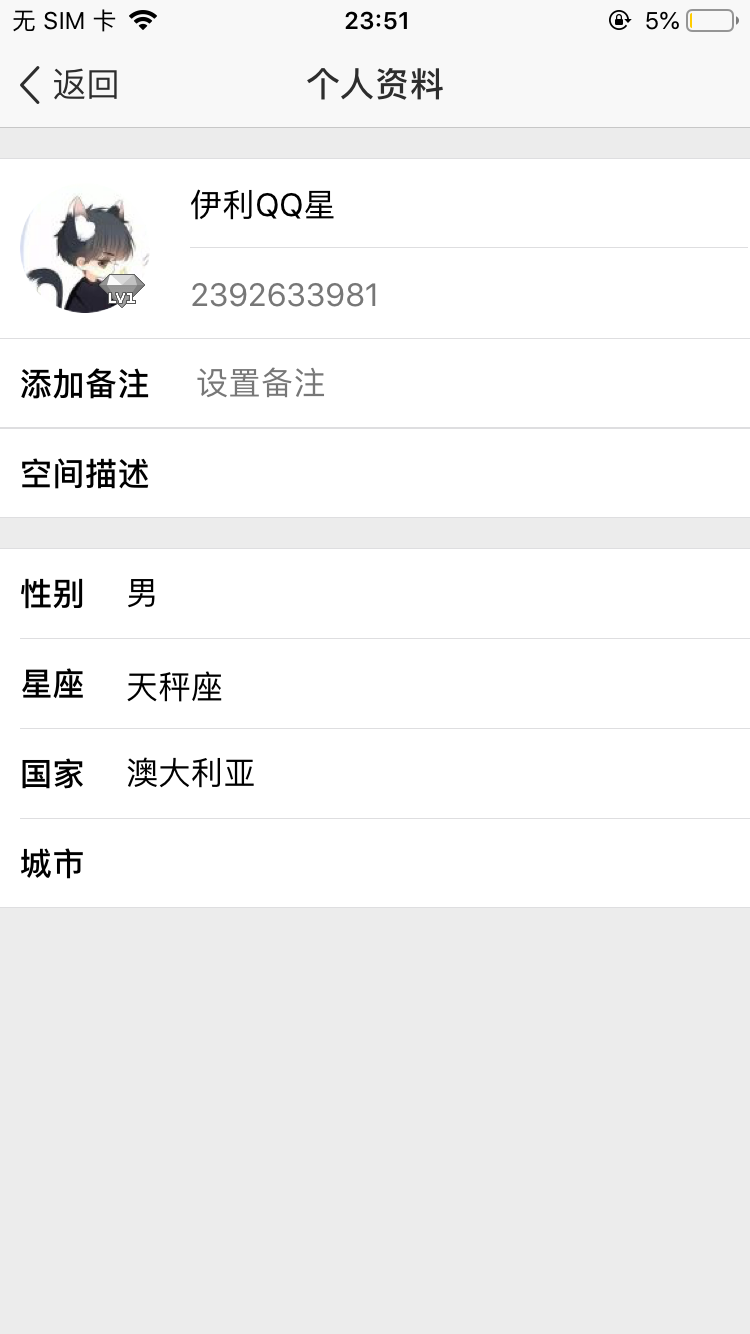 无 SIM 卡 23:51 5%
返回 个人资料
伊利QQ星
2392633981
LV1
添加备注 设置备注
空间描述
性别 男
星座 天秤座
国家 澳大利亚
城市